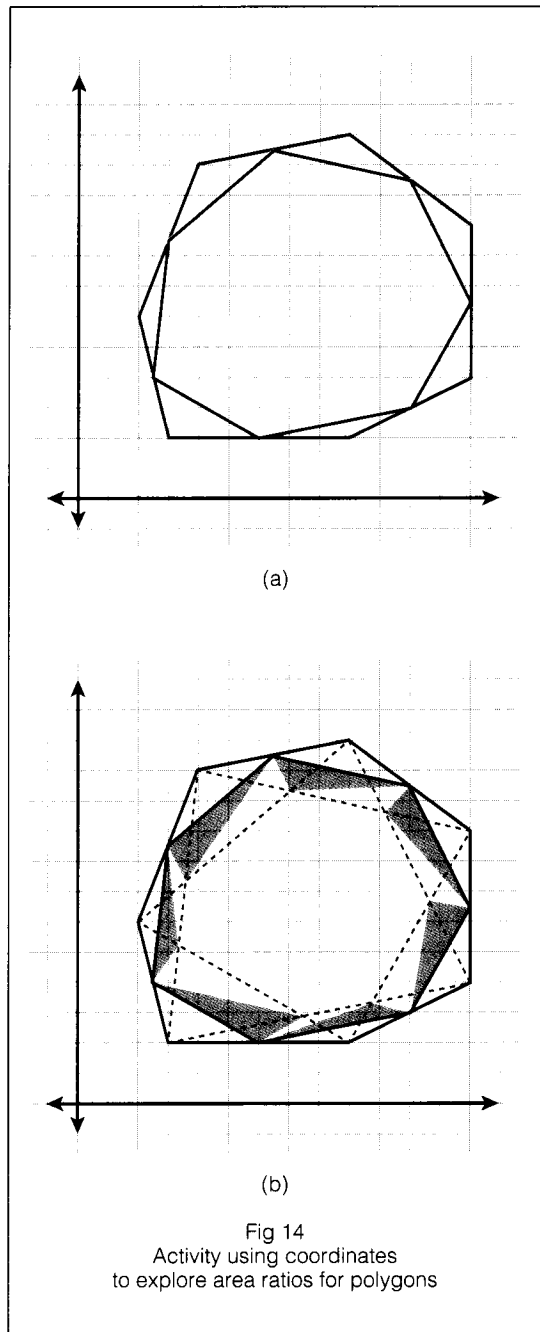 (a)
(b)
Fig 14
Activity using coordinates
to explore area ratios for polygons